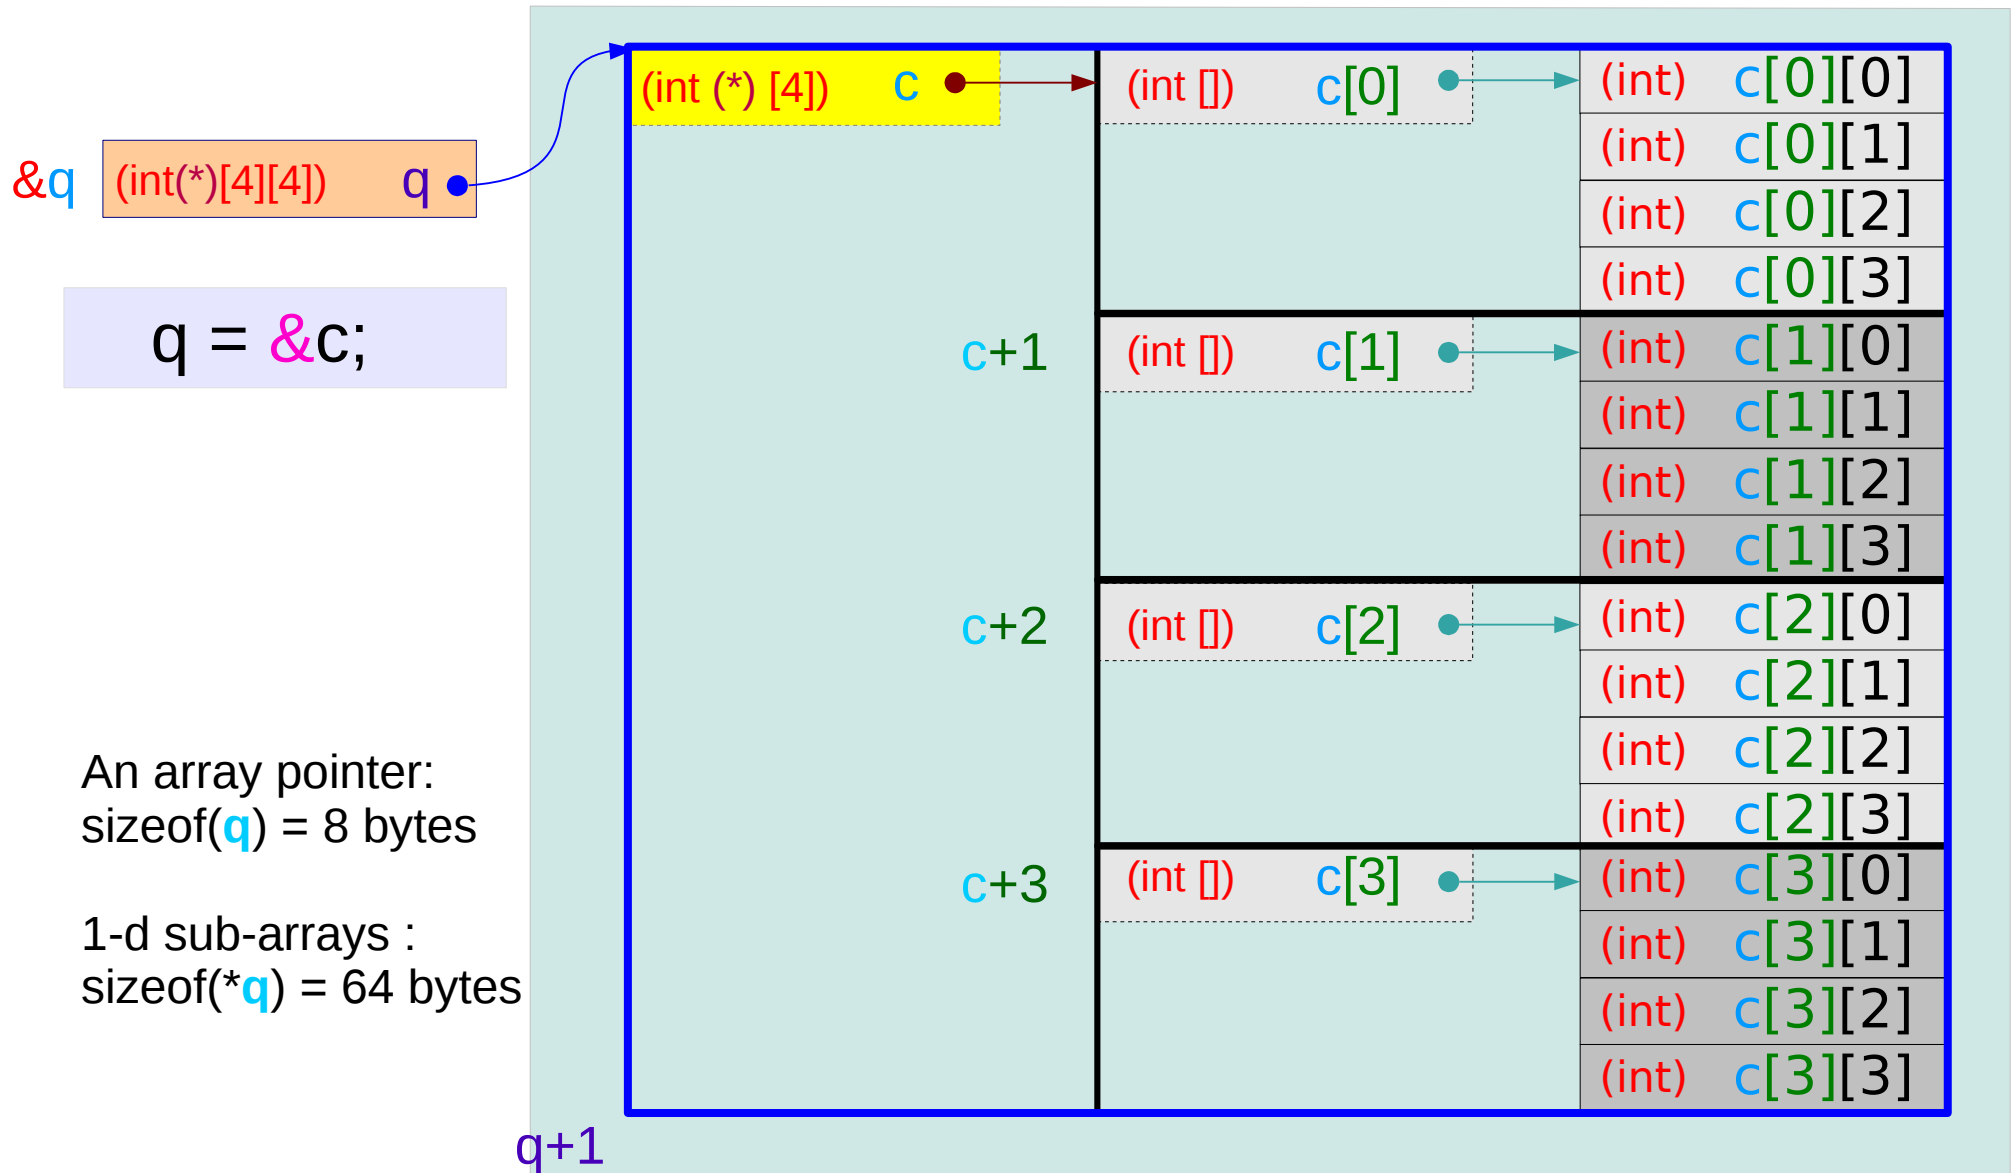 (int (*) [4]) c (int []) c[0] (int) c[0][0]
(int) c[0][1]
&q (int(*)[4][4]) q (int) c[0][2]
(int) c[0][3]
q = &c; c+1 (int []) c[1] (int) c[1][0]
(int) c[1][1]
(int) c[1][2]
(int) c[1][3]
c+2 (int []) c[2] (int) c[2][0]
(int) c[2][1]
(int) c[2][2]
(int) c[2][3]
An array pointer:
sizeof(q) = 8 bytes
c+3 (int []) c[3] (int) c[3][0]
(int) c[3][1]
(int) c[3][2]
(int) c[3][3]
1-d sub-arrays :
sizeof(*q) = 64 bytes
q+1